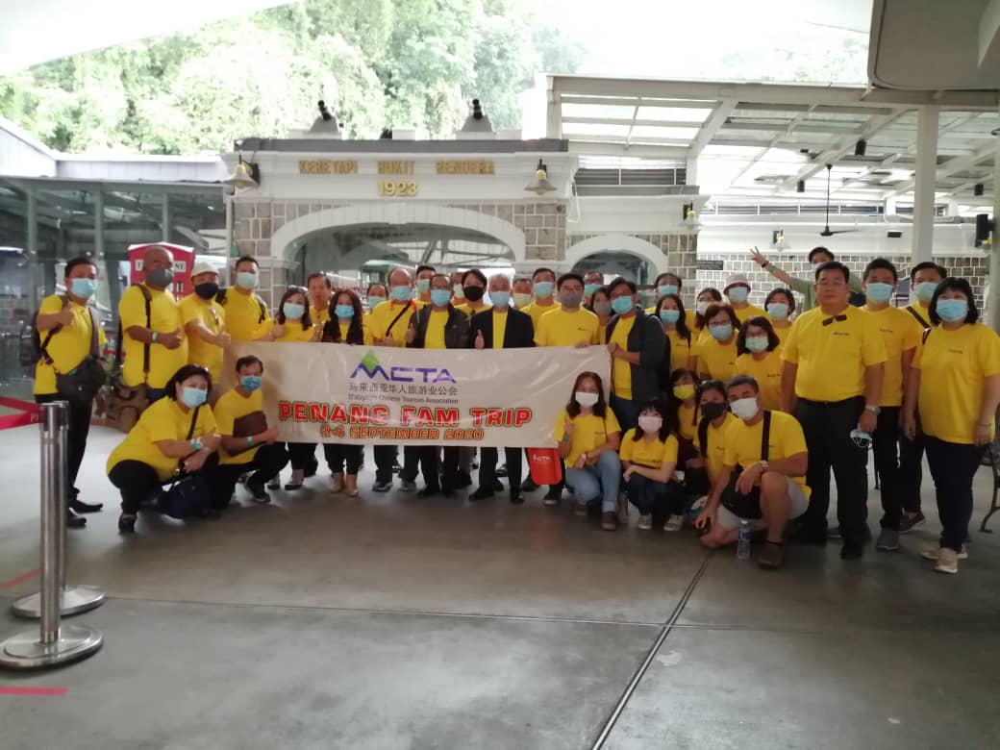 KERETAPI BUKIT BENDERA
1923
MCTA
马来西亚华人旅游业公会
Malaysian Chinese Tourism Association
PENANG FAM TRIP
2-4 SEPTEMBER 2020